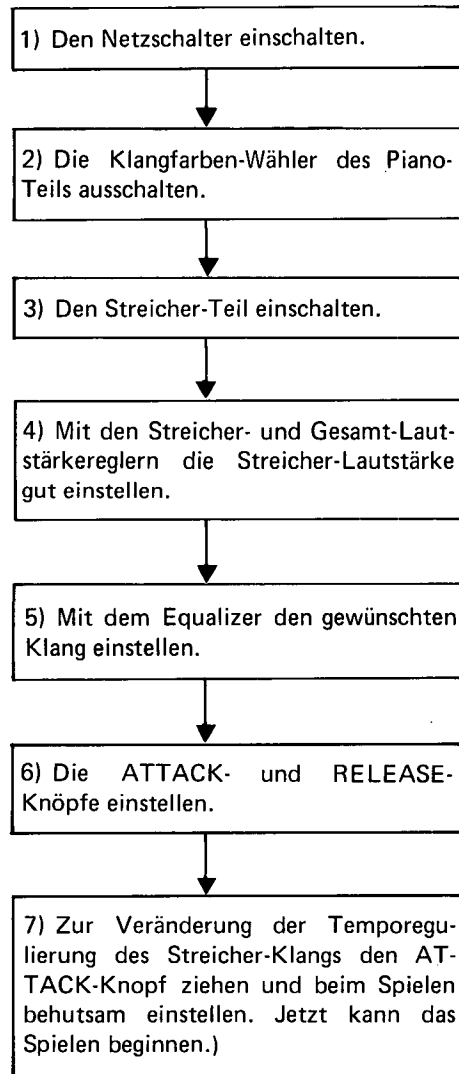 1) Den Netzschalter einschalten.
2) Die Klangfarben-Wähler des Piano-
Teils ausschalten.
3) Den Streicher-Teil einschalten.
4) Mit den Streicher- und Gesamt-Laut-
stärkereglern die Streicher-Lautstärke
gut einstellen.
5) Mit dem Equalizer den gewünschten
Klang einstellen.
6) Die ATTACK- und RELEASE-
Knöpfe einstellen.
7) Zur Veränderung der Temporegu-
lierung des Streicher-Klangs den AT-
TACK-Knopf ziehen und beim Spielen
behutsam einstellen. Jetzt kann das
Spielen beginnen.)